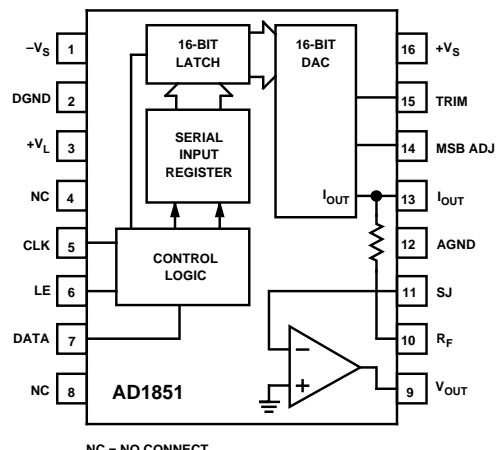 –VS 1
DGND 2
+VL 3
NC 4
CLK 5
LE 6
DATA 7
NC 8
16-BIT
LATCH
SERIAL
INPUT
REGISTER
CONTROL
LOGIC
16-BIT
DAC
IOUT
–
+
AD1851
16 +VS
15 TRIM
14 MSB ADJ
13 IOUT
12 AGND
11 SJ
10 RF
9 VOUT
NC = NO CONNECT